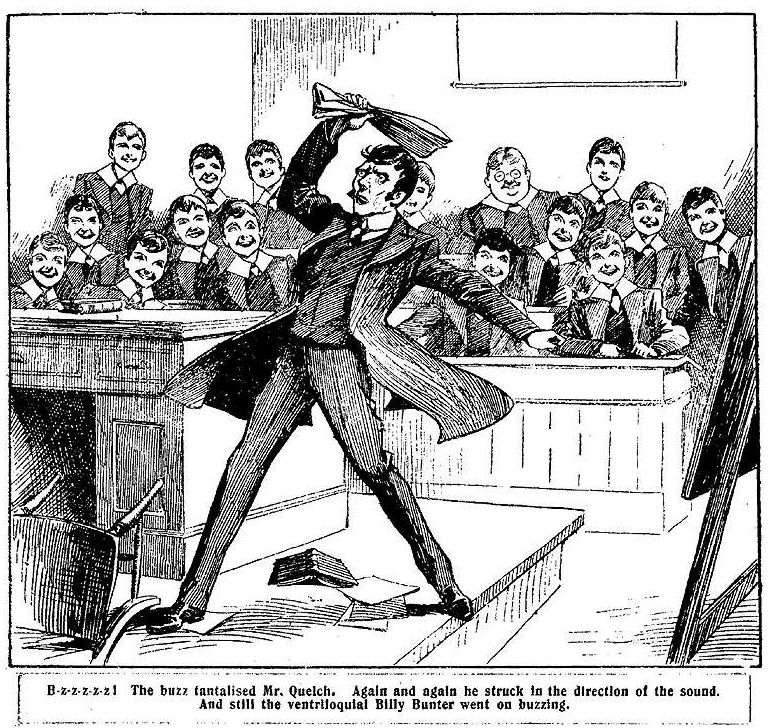 B-z-z-z-z-z! The buzz tantalised Mr. Quelch. Again and again he struck in the direction of the sound.
And still the ventriloquial Billy Bunter went on buzzing.